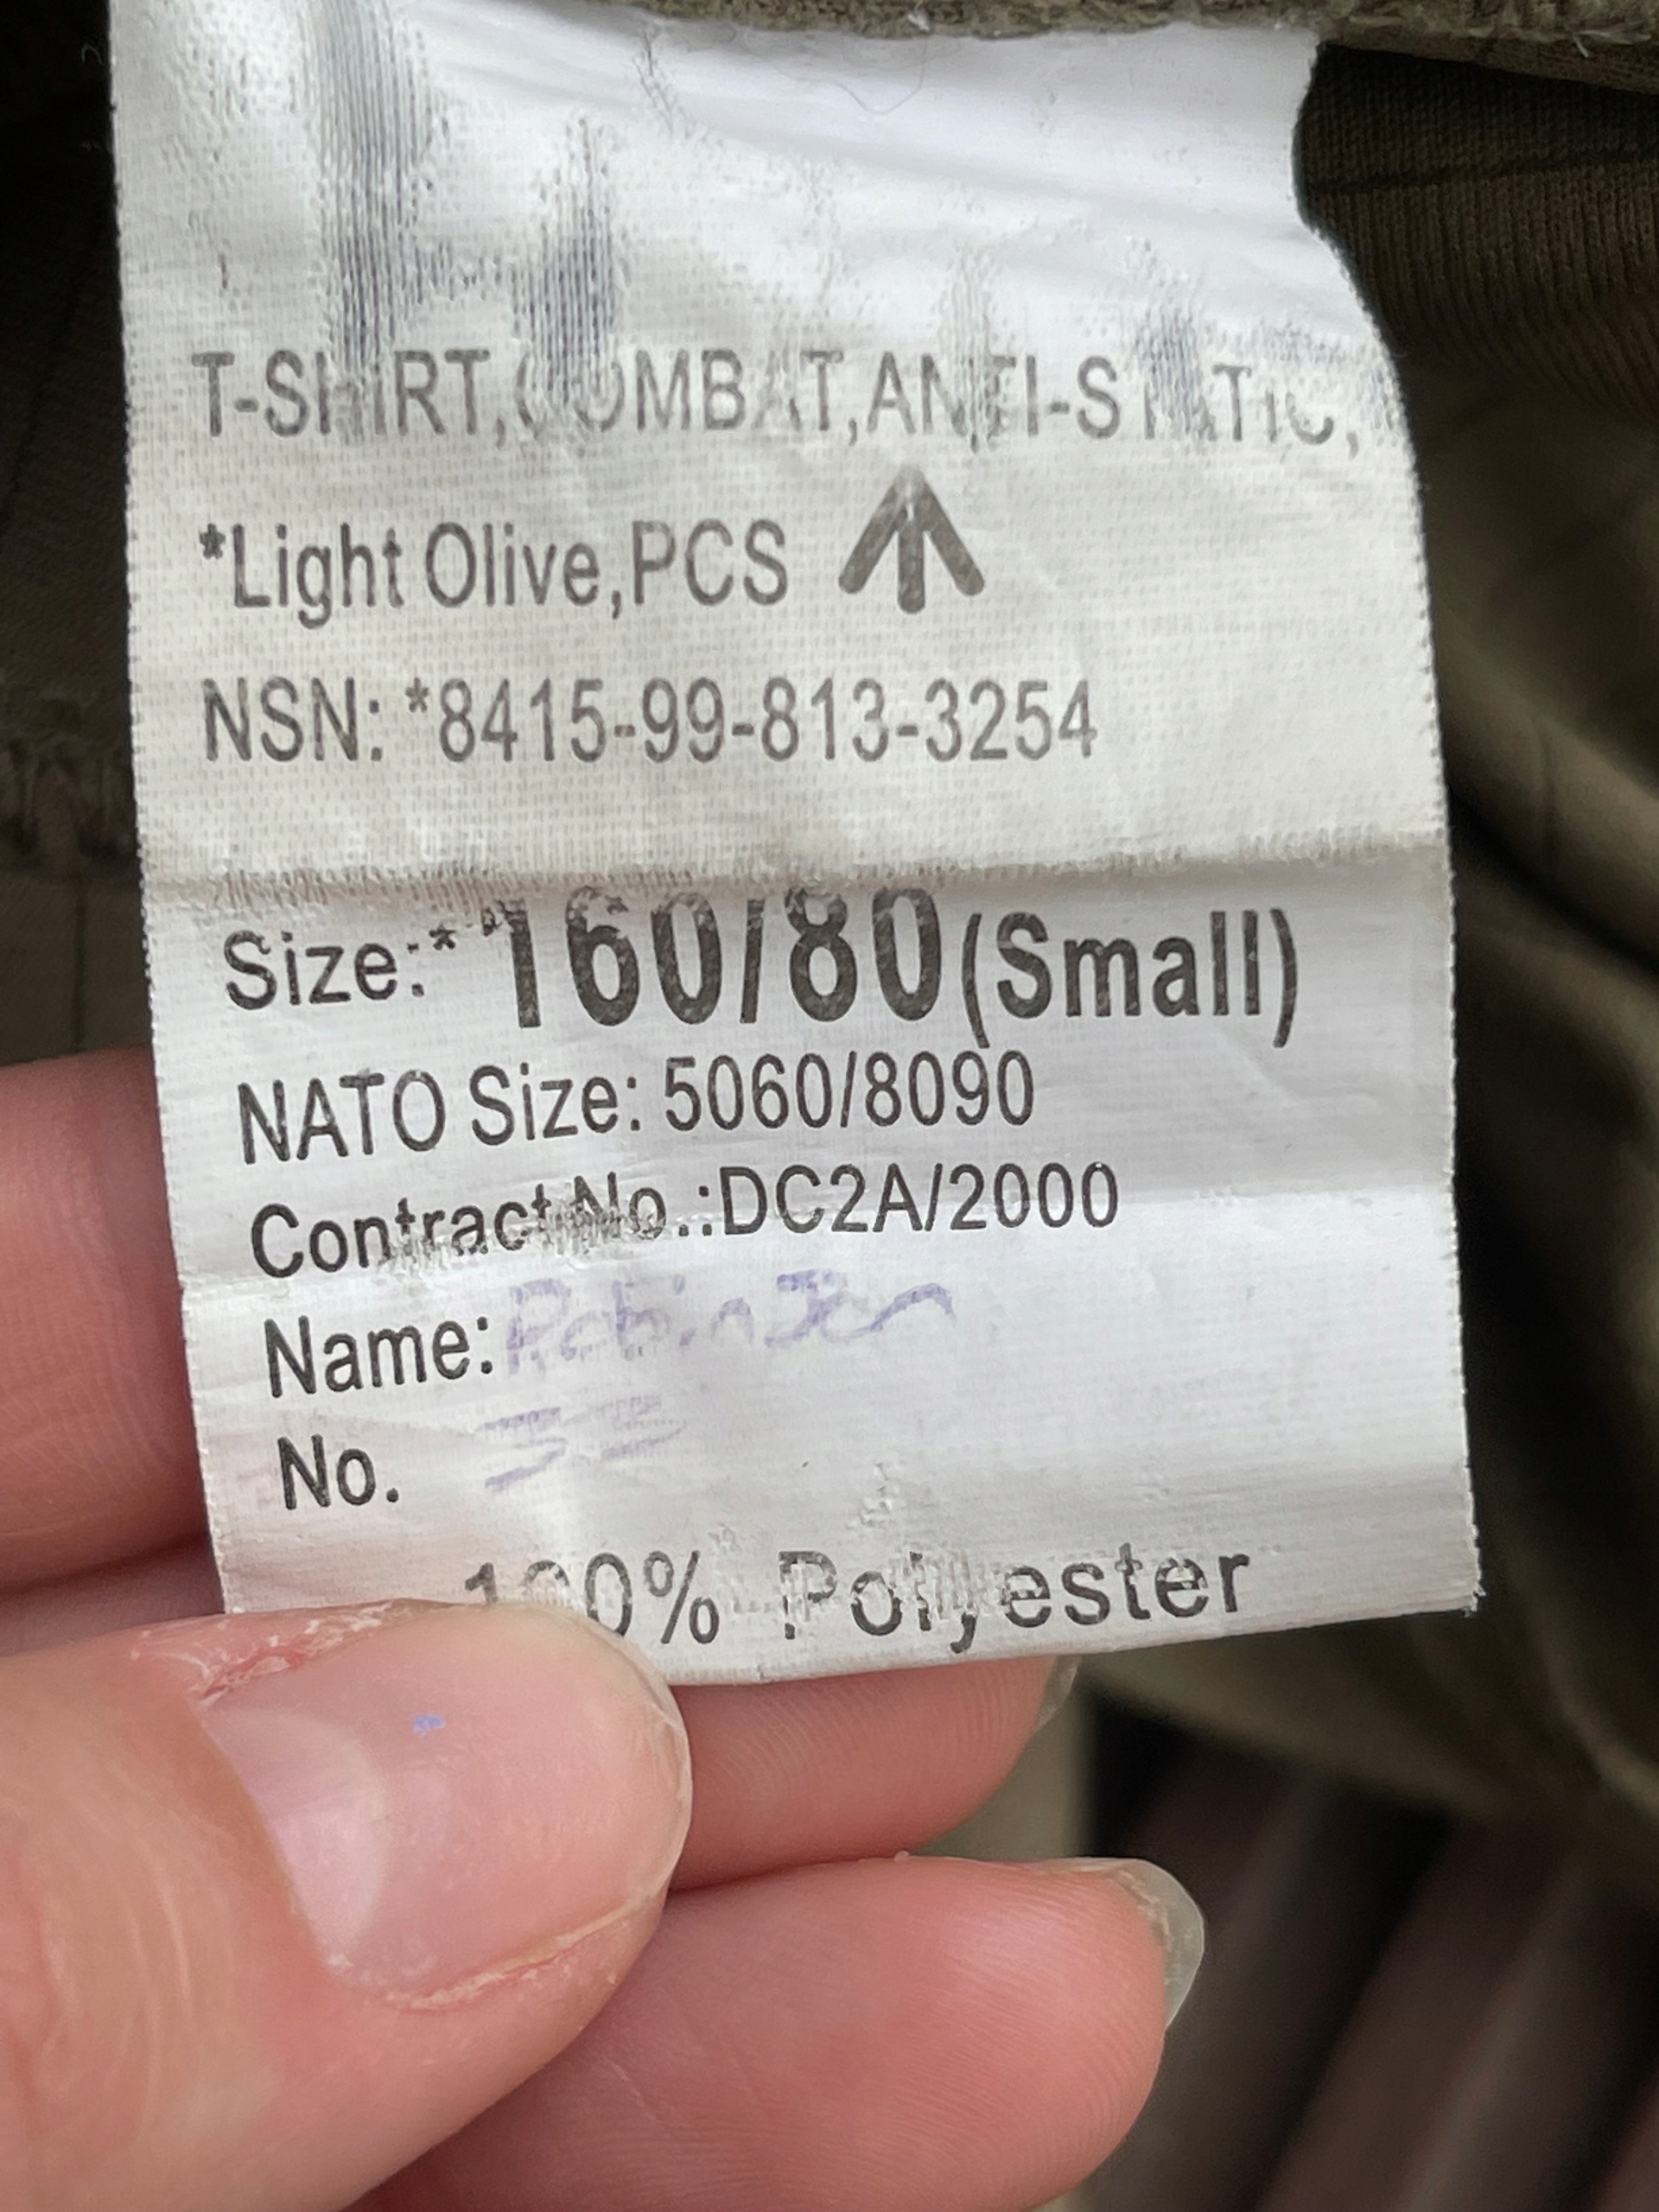 T-SHIRT,COMBAT,ANTI-STATIC,
*Light Olive,PCS
NSN: *8415-99-813-3254
Size:*160/80(Small)
NATO Size: 5060/8090
Contract No.:DC2A/2000
Name: Robinson
No.
100% Polyester